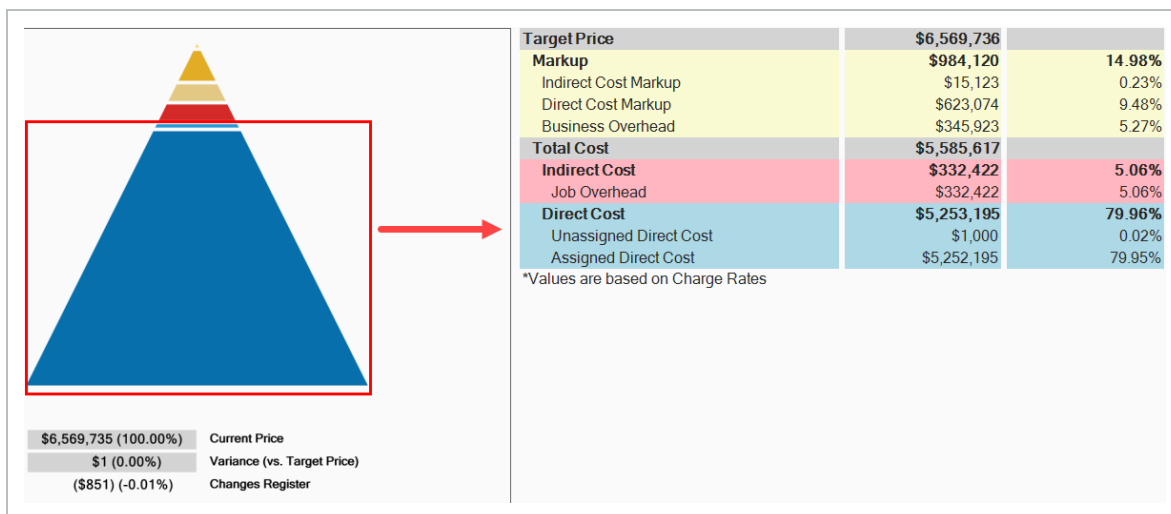 Target Price $6,569,736
Markup $984,120 14.98%
Indirect Cost Markup $15,123 0.23%
Direct Cost Markup $623,074 9.48%
Business Overhead $345,923 5.27%
Total Cost $5,585,617
Indirect Cost $332,422 5.06%
Job Overhead $332,422 5.06%
Direct Cost $5,253,195 79.96%
Unassigned Direct Cost $1,000 0.02%
Assigned Direct Cost $5,252,195 79.95%
*Values are based on Charge Rates
$6,569,735 (100.00%) Current Price
$1 (0.00%) Variance (vs. Target Price)
($851) (-0.01%) Changes Register